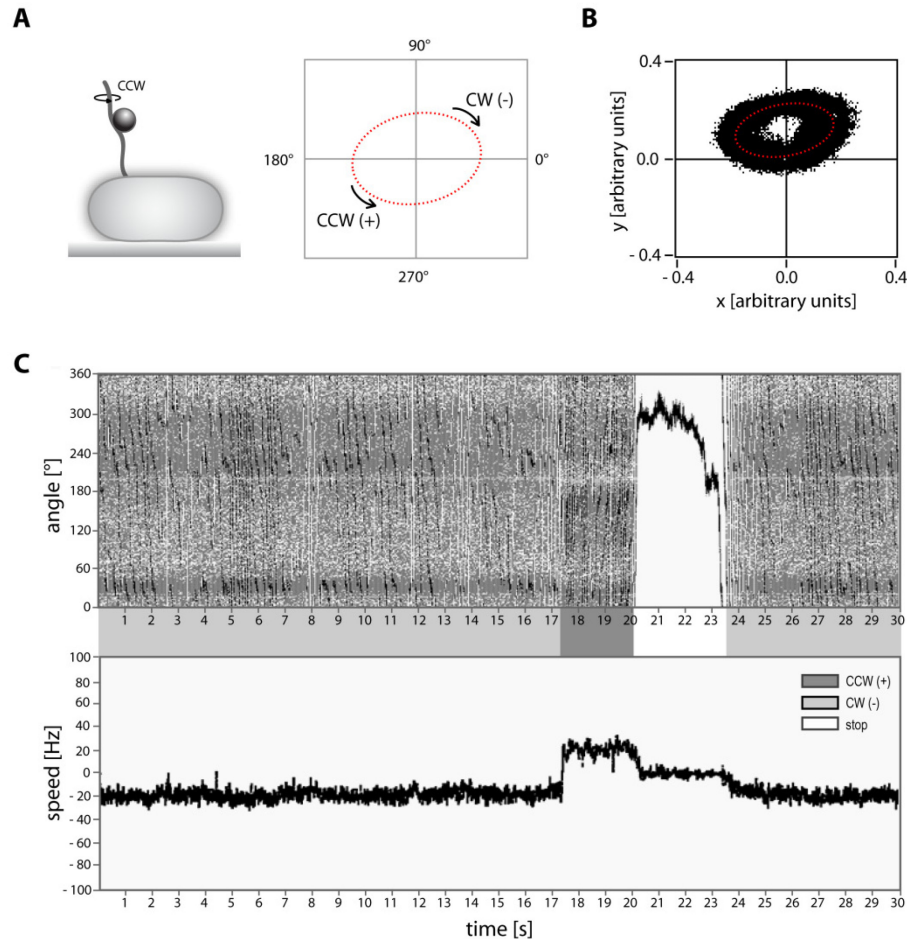 A
CCW
90°
CW (-)
180°
0°
CCW (+)
270°
B
0.4
y [arbitrary units]
0.0
- 0.4
- 0.4
0.0
0.4
x [arbitrary units]
C
360
300
240
180
120
60
0
angle [°]
1 2 3 4 5 6 7 8 9 10 11 12 13 14 15 16 17 18 19 20 21 22 23 24 25 26 27 28 29 30
100
80
60
40
20
0
- 20
- 40
- 60
- 80
- 100
speed [Hz]
CCW (+)
CW (-)
stop
1 2 3 4 5 6 7 8 9 10 11 12 13 14 15 16 17 18 19 20 21 22 23 24 25 26 27 28 29 30
time [s]